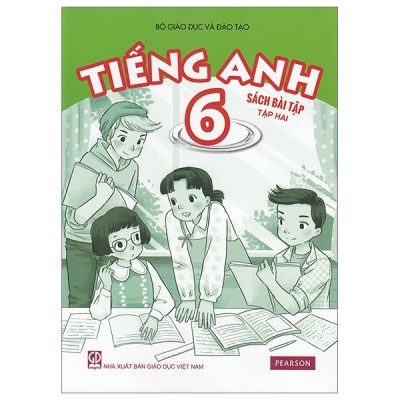 BỘ GIÁO DỤC VÀ ĐÀO TẠO
TIẾNG ANH
6
SÁCH BÀI TẬP
TẬP HAI
NHÀ XUẤT BẢN GIÁO DỤC VIỆT NAM
PEARSON